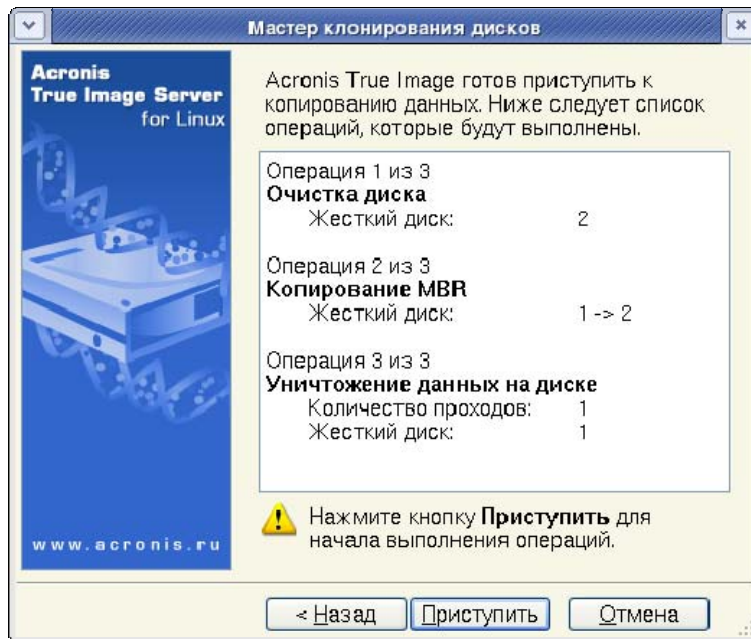 Мастер клонирования дисков
Acronis
True Image Server
for Linux
Acronis True Image готов приступить к
копированию данных. Ниже следует список
операций, которые будут выполнены.
Операция 1 из 3
Очистка диска
Жесткий диск: 2
Операция 2 из 3
Копирование MBR
Жесткий диск: 1 -> 2
Операция 3 из 3
Уничтожение данных на диске
Количество проходов: 1
Жесткий диск: 1
Нажмите кнопку Приступить для
начала выполнения операций.
www.acronis.ru
< Назад Приступить Отмена